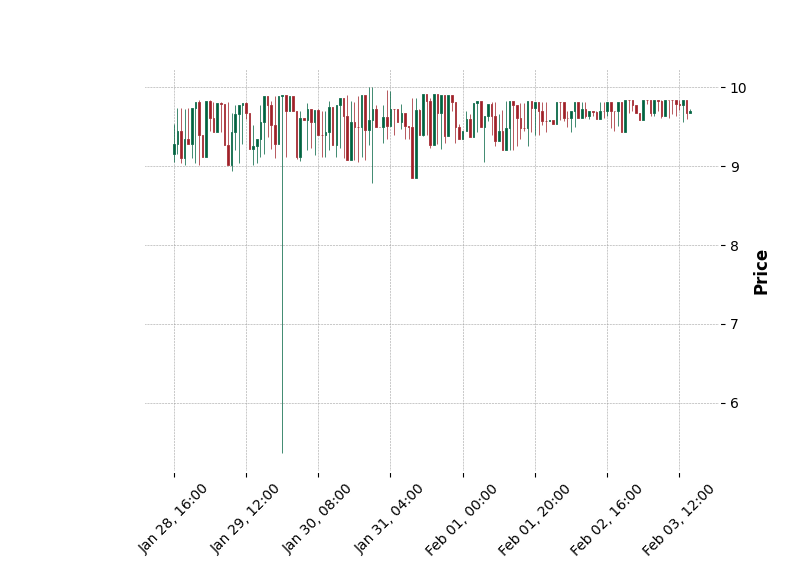 10
9
8
7
6
Price
Jan 28, 16:00
Jan 29, 12:00
Jan 30, 08:00
Jan 31, 04:00
Feb 01, 00:00
Feb 01, 20:00
Feb 02, 16:00
Feb 03, 12:00